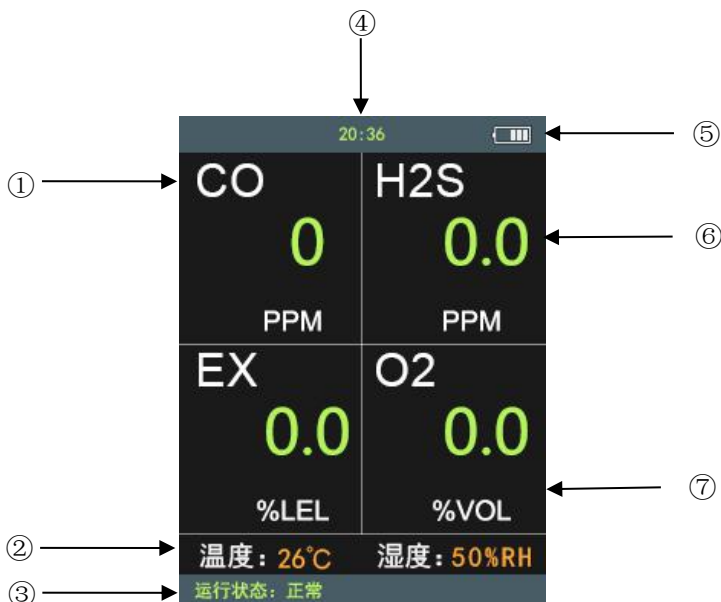 ④
20:36
⑤
①
CO
H2S
0
0.0
⑥
PPM
PPM
EX
O2
0.0
0.0
%LEL
%VOL
⑦
②
温度：26℃
湿度：50%RH
③
运行状态：正常